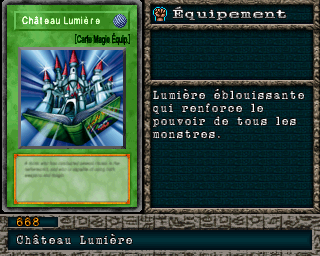 Château Lumière
[Carte Magie Équip.]
Équipement
Lumière éblouissante
qui renforce le
pouvoir de tous les
monstres.
668
Château Lumière